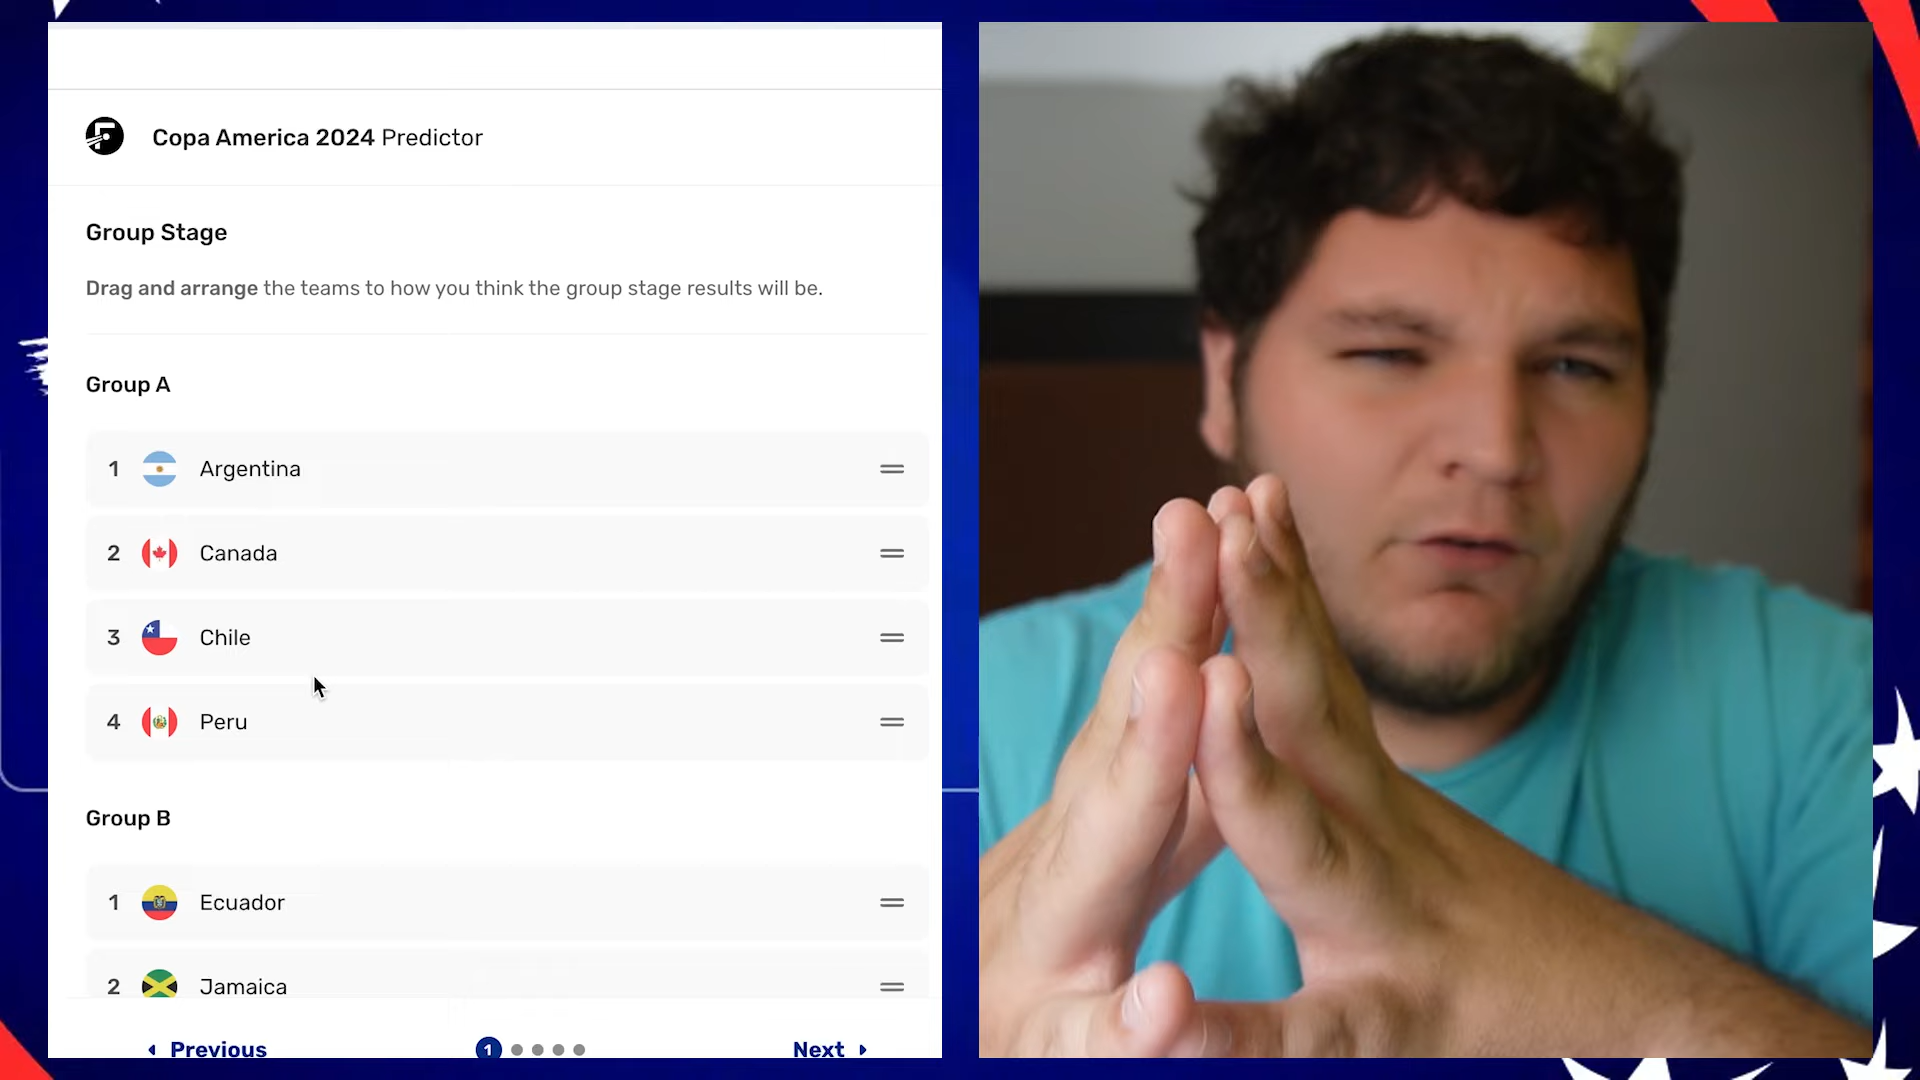 Copa America 2024 Predictor
Group Stage
Drag and arrange the teams to how you think the group stage results will be.
Group A
1 Argentina
2 Canada
3 Chile
4 Peru
Group B
1 Ecuador
2 Jamaica
Previous 1 Next